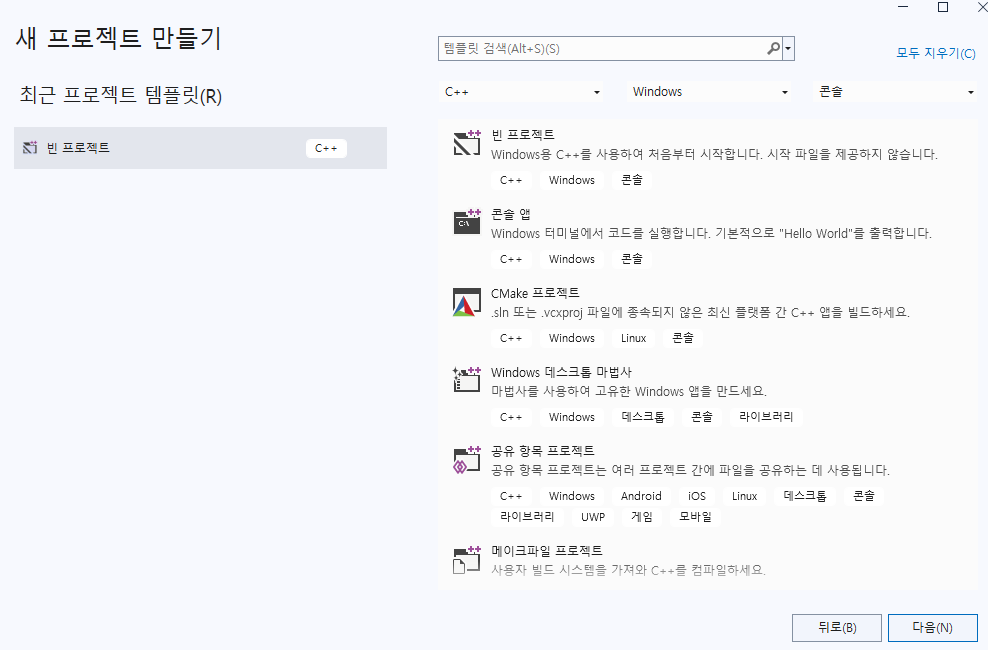 새 프로젝트 만들기
최근 프로젝트 템플릿(R)
빈 프로젝트 C++
템플릿 검색(Alt+S)(S)
모두 지우기(C)
C++ Windows 콘솔
빈 프로젝트
Windows용 C++를 사용하여 처음부터 시작합니다. 시작 파일을 제공하지 않습니다.
C++ Windows 콘솔
콘솔 앱
Windows 터미널에서 코드를 실행합니다. 기본적으로 "Hello World"를 출력합니다.
C++ Windows 콘솔
CMake 프로젝트
.sln 또는 .vcxproj 파일에 종속되지 않은 최신 플랫폼 간 C++ 앱을 빌드하세요.
C++ Windows Linux 콘솔
Windows 데스크톱 마법사
마법사를 사용하여 고유한 Windows 앱을 만드세요.
C++ Windows 데스크톱 콘솔 라이브러리
공유 항목 프로젝트
공유 항목 프로젝트는 여러 프로젝트 간에 파일을 공유하는 데 사용됩니다.
C++ Windows Android iOS Linux 데스크톱 콘솔
라이브러리 UWP 게임 모바일
메이크파일 프로젝트
사용자 빌드 시스템을 가져와 C++를 컴파일하세요.
뒤로(B) 다음(N)